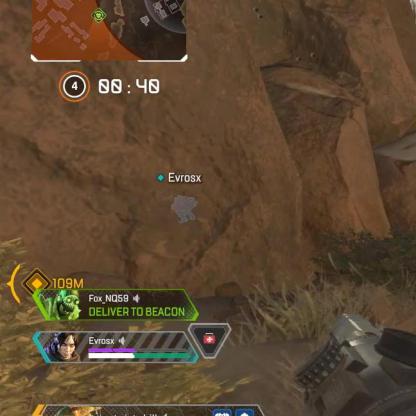 4
00:40
Evrosx
109M
Fox_NQ59
DELIVER TO BEACON
Evrosx